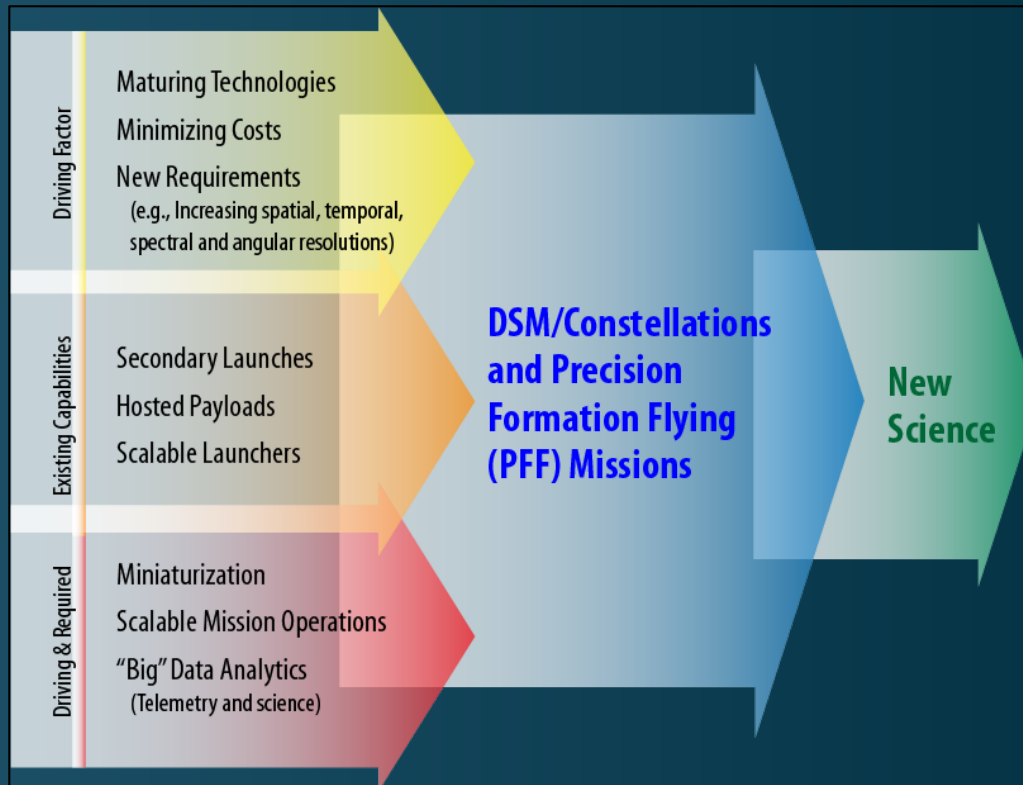 Driving Factor
Maturing Technologies
Minimizing Costs
New Requirements
(e.g., Increasing spatial, temporal,
spectral and angular resolutions)
Existing Capabilities
Secondary Launches
Hosted Payloads
Scalable Launchers
Driving & Required
Miniaturization
Scalable Mission Operations
“Big” Data Analytics
(Telemetry and science)
DSM/Constellations
and Precision
Formation Flying
(PFF) Missions
New
Science